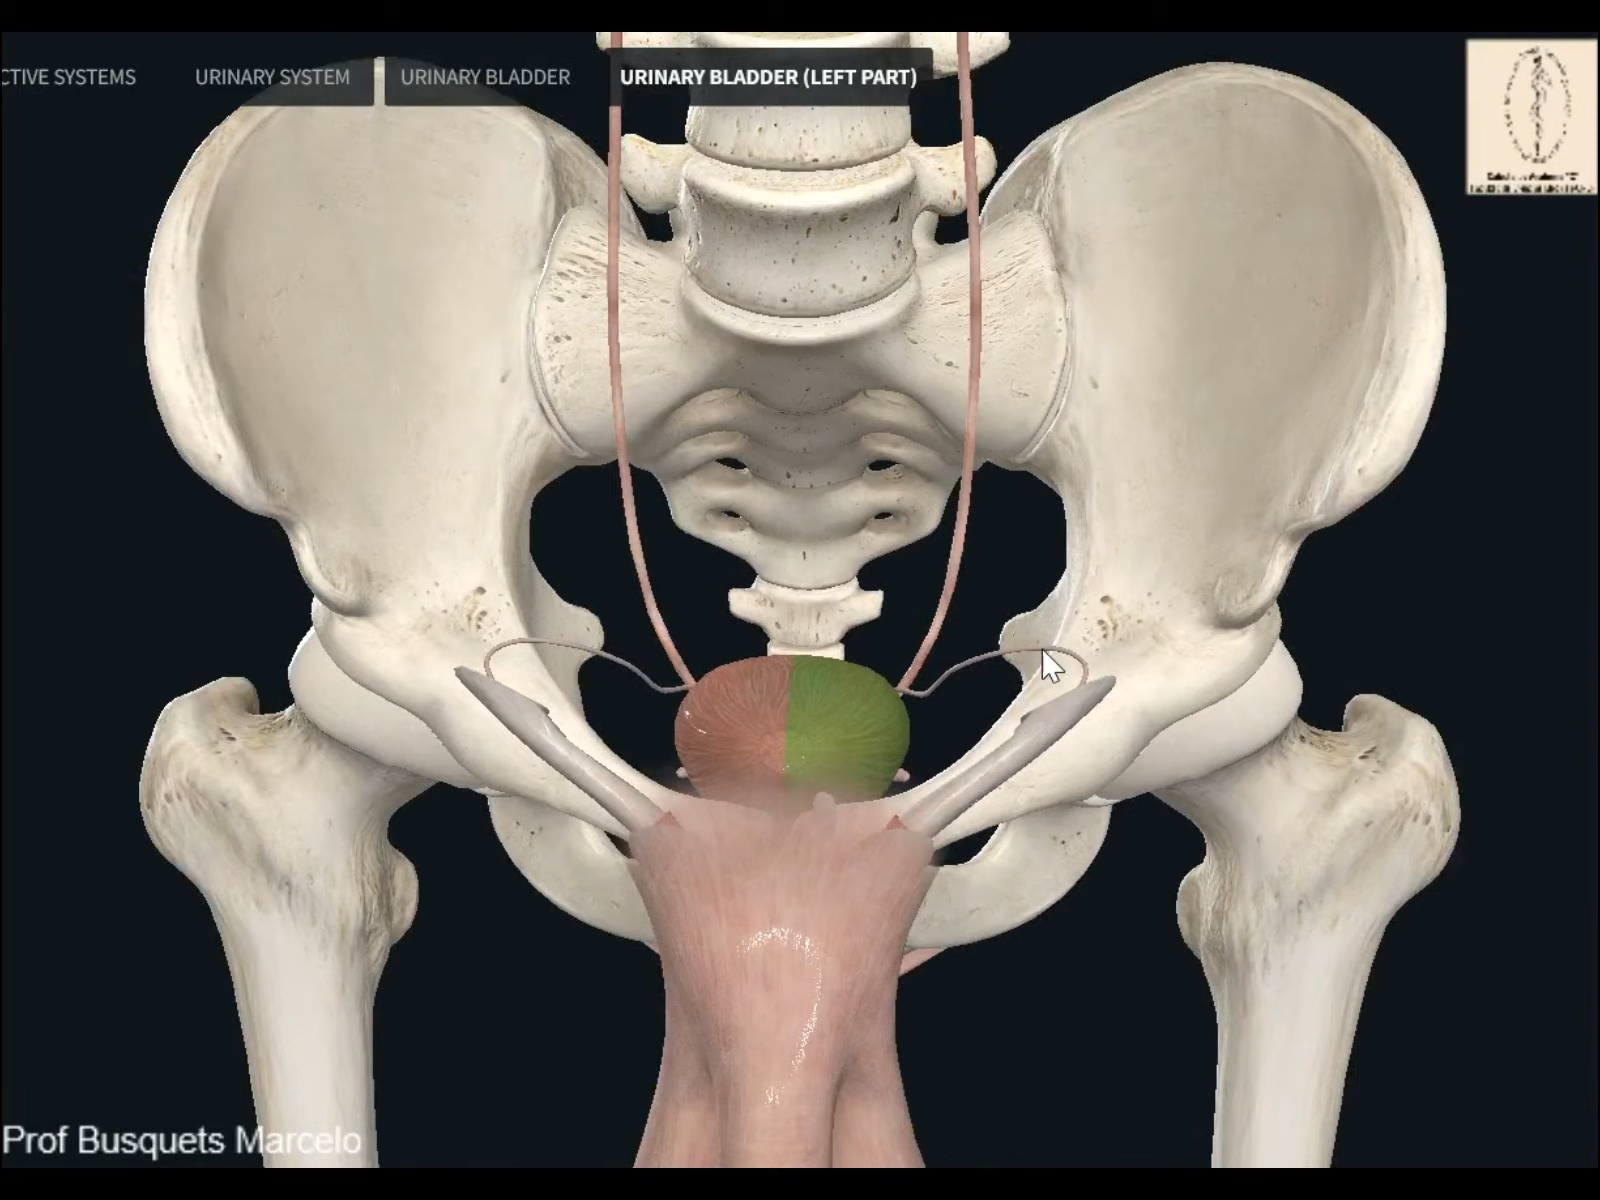 CTIVE SYSTEMS URINARY SYSTEM URINARY BLADDER URINARY BLADDER (LEFT PART)
Prof Busquets Marcelo